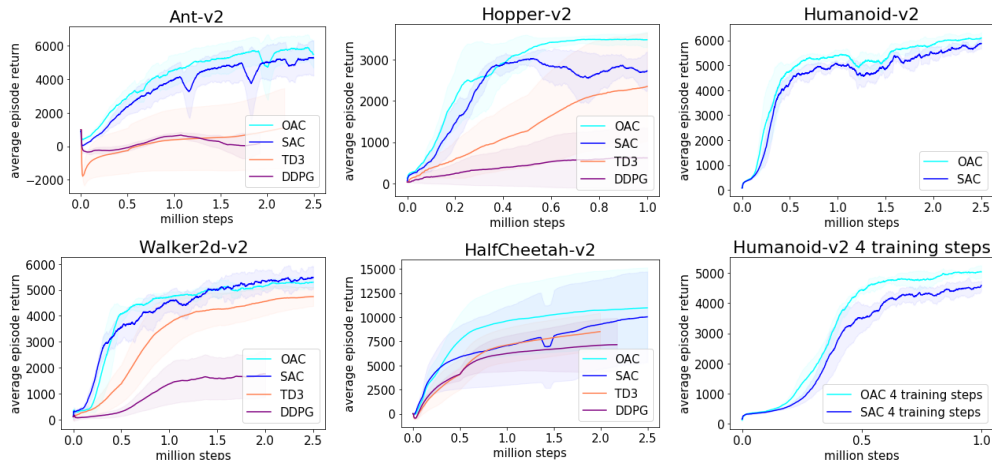 Ant-v2
average episode return
6000
4000
2000
0
−2000
0.0 0.5 1.0 1.5 2.0 2.5
million steps
OAC
SAC
TD3
DDPG
Hopper-v2
average episode return
3000
2000
1000
0
0.0 0.2 0.4 0.6 0.8 1.0
million steps
OAC
SAC
TD3
DDPG
Humanoid-v2
average episode return
6000
5000
4000
3000
2000
1000
0
0.0 0.5 1.0 1.5 2.0 2.5
million steps
OAC
SAC
Walker2d-v2
average episode return
6000
5000
4000
3000
2000
1000
0
0.0 0.5 1.0 1.5 2.0 2.5
million steps
OAC
SAC
TD3
DDPG
HalfCheetah-v2
average episode return
15000
12500
10000
7500
5000
2500
0
0.0 0.5 1.0 1.5 2.0 2.5
million steps
OAC
SAC
TD3
DDPG
Humanoid-v2 4 training steps
average episode return
5000
4000
3000
2000
1000
0
0.0 0.5 1.0
million steps
OAC 4 training steps
SAC 4 training steps